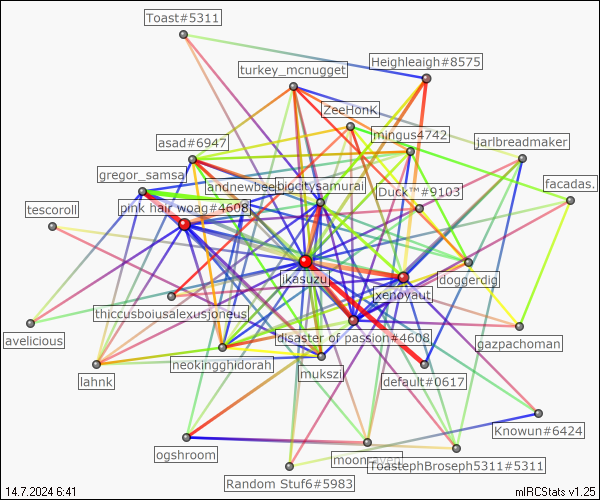 Toast#5311
Heighleaigh#8575
turkey_mcnugget
ZeeHonK
mingus4742
asad#6947
jarlbreadmaker
gregor_samsa
andnewbee
bigcitysamurai
Duck™#9103
facadas.
tescoroll
pink hair woag#4608
doggerdig
ikasuzu
xenoyaut
thiccusboiusalexusjoneus
avelicious
disaster of passion#4608
gazpachoman
neokingghidorah
mukszi
lahnk
default#0617
Knowun#6424
ogshroom
ToastephBroseph5311#5311
Random Stuf6#5983
14.7.2024 6:41
mIRCStats v1.25